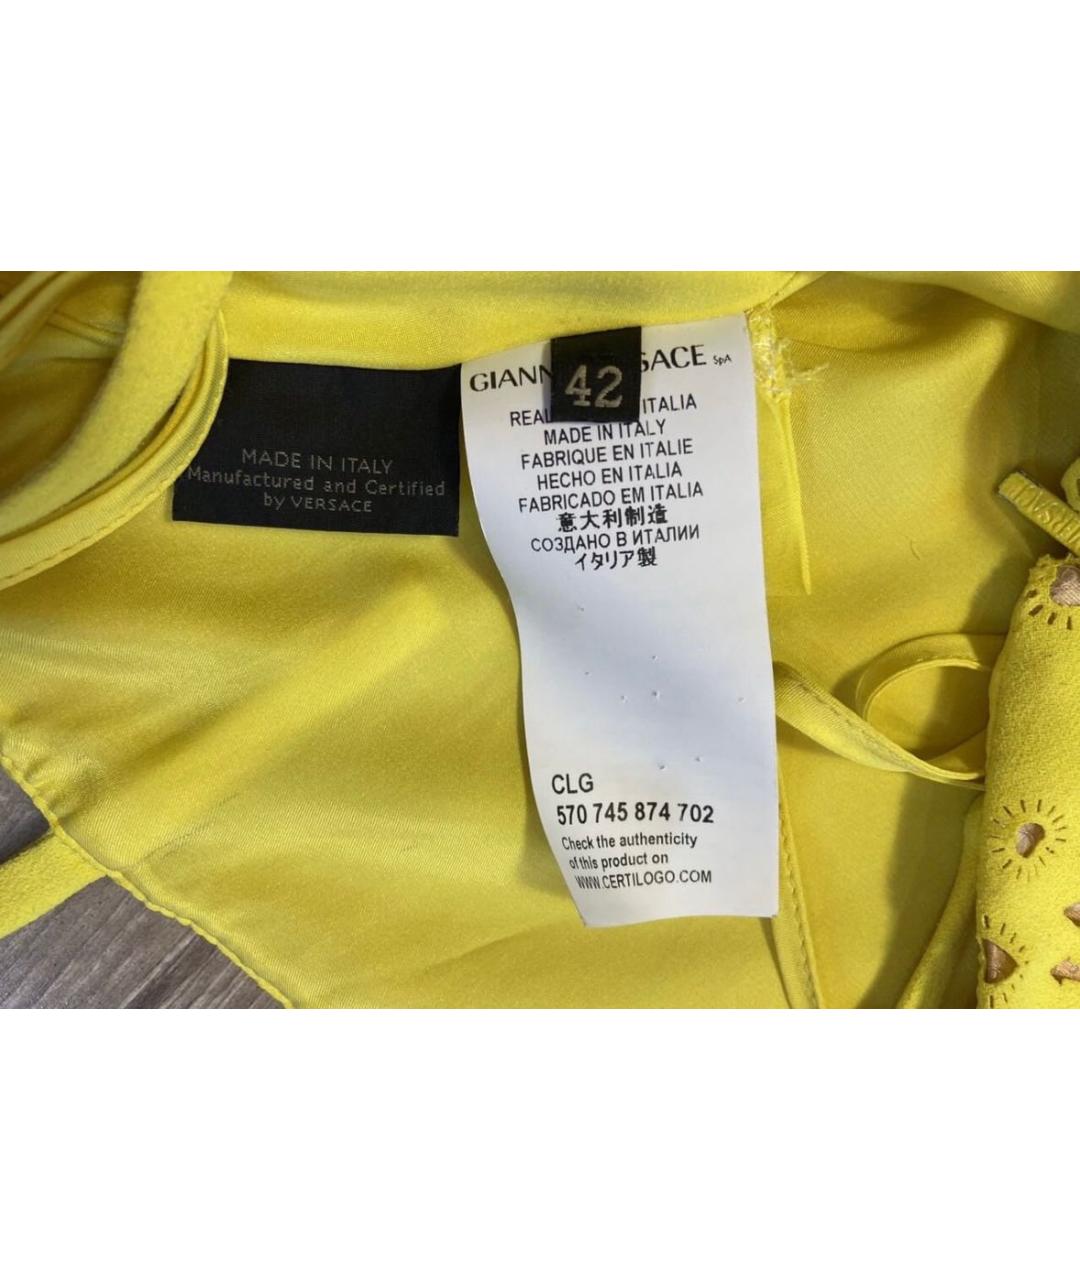 MADE IN ITALY
Manufactured and Certified
by VERSACE
42
GIANN SACE SpA
REAL ITALIA
MADE IN ITALY
FABRIQUE EN ITALIE
HECHO EN ITALIA
FABRICADO EM ITALIA
意大利制造
СОЗДАНО В ИТАЛИИ
イタリア製
CLG
570 745 874 702
Check the authenticity
of this product on
WWW.CERTILOGO.COM